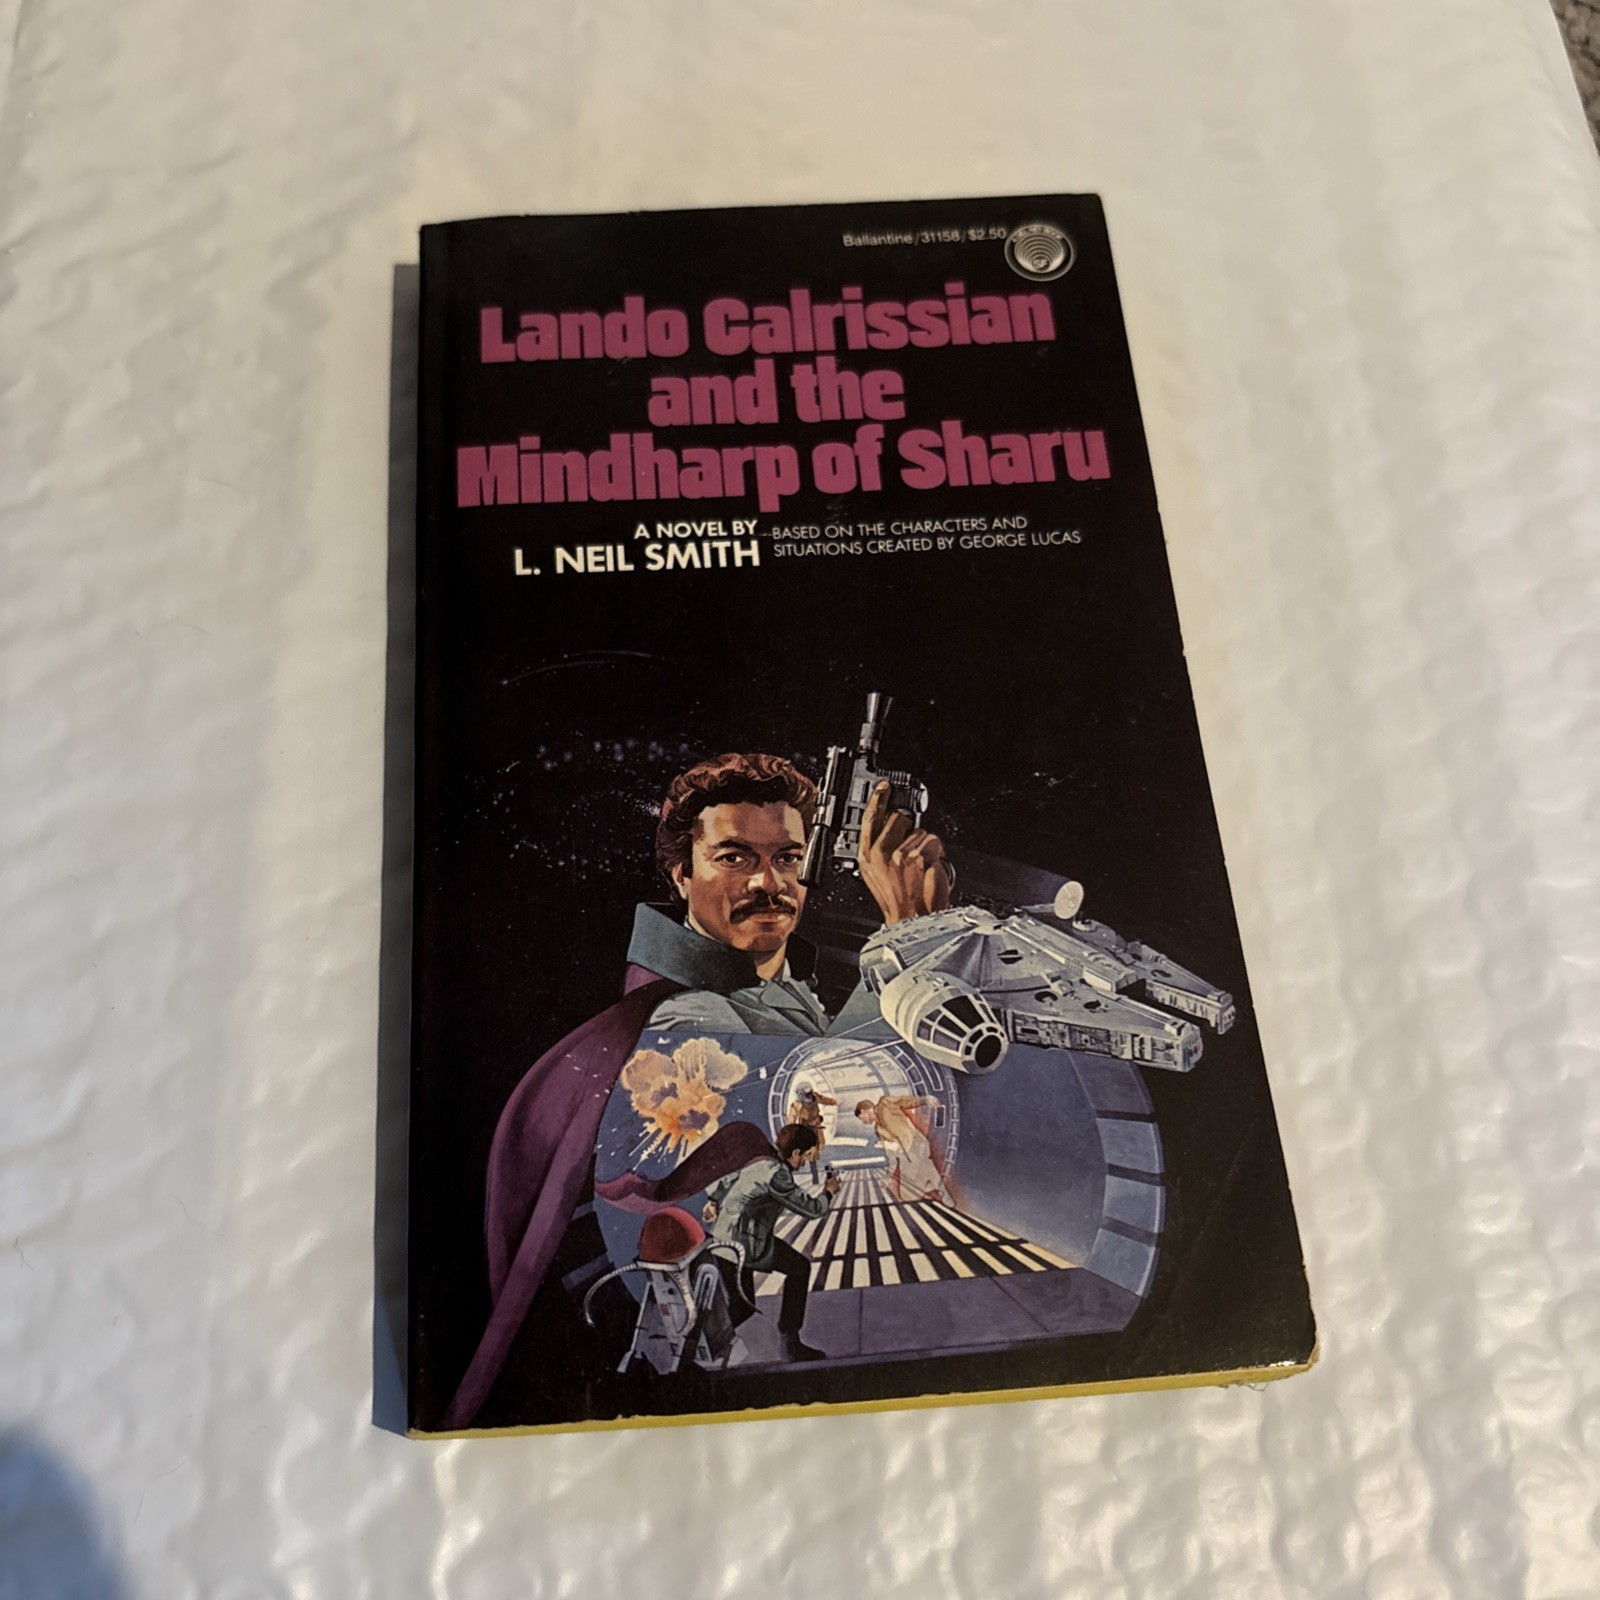 Ballantine/31158/$2.50
SF
Lando Calrissian
and the
Mindharp of Sharu
A NOVEL BY
L. NEIL SMITH
BASED ON THE CHARACTERS AND
SITUATIONS CREATED BY GEORGE LUCAS